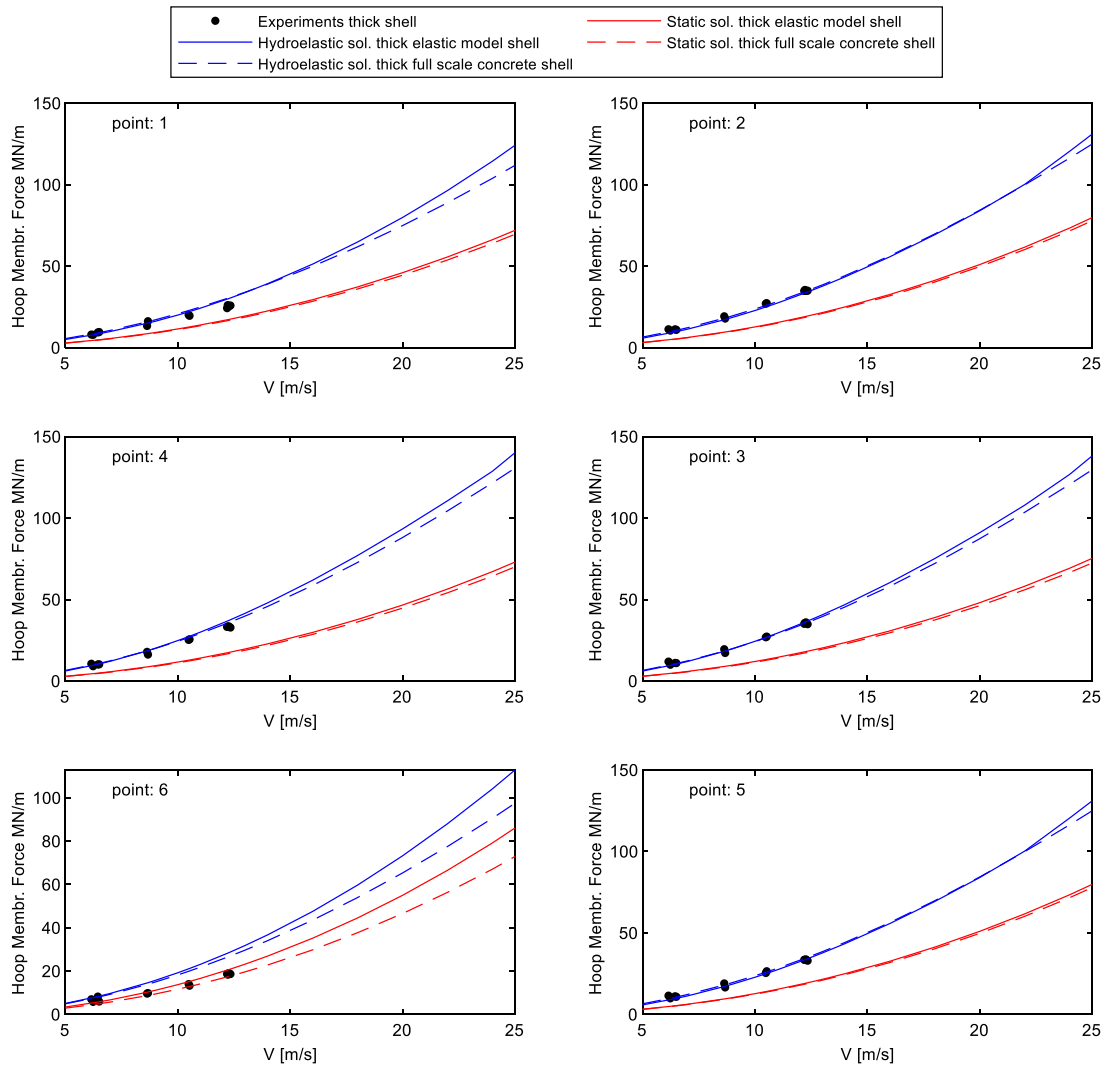 Experiments thick shell
Hydroelastic sol. thick elastic model shell
Hydroelastic sol. thick full scale concrete shell
Static sol. thick elastic model shell
Static sol. thick full scale concrete shell
point: 1
Hoop Membr. Force MN/m
150
100
50
0
5 10 15 20 25
V [m/s]
point: 2
Hoop Membr. Force MN/m
150
100
50
0
5 10 15 20 25
V [m/s]
point: 4
Hoop Membr. Force MN/m
150
100
50
0
5 10 15 20 25
V [m/s]
point: 3
Hoop Membr. Force MN/m
150
100
50
0
5 10 15 20 25
V [m/s]
point: 6
Hoop Membr. Force MN/m
100
80
60
40
20
0
5 10 15 20 25
V [m/s]
point: 5
Hoop Membr. Force MN/m
150
100
50
0
5 10 15 20 25
V [m/s]